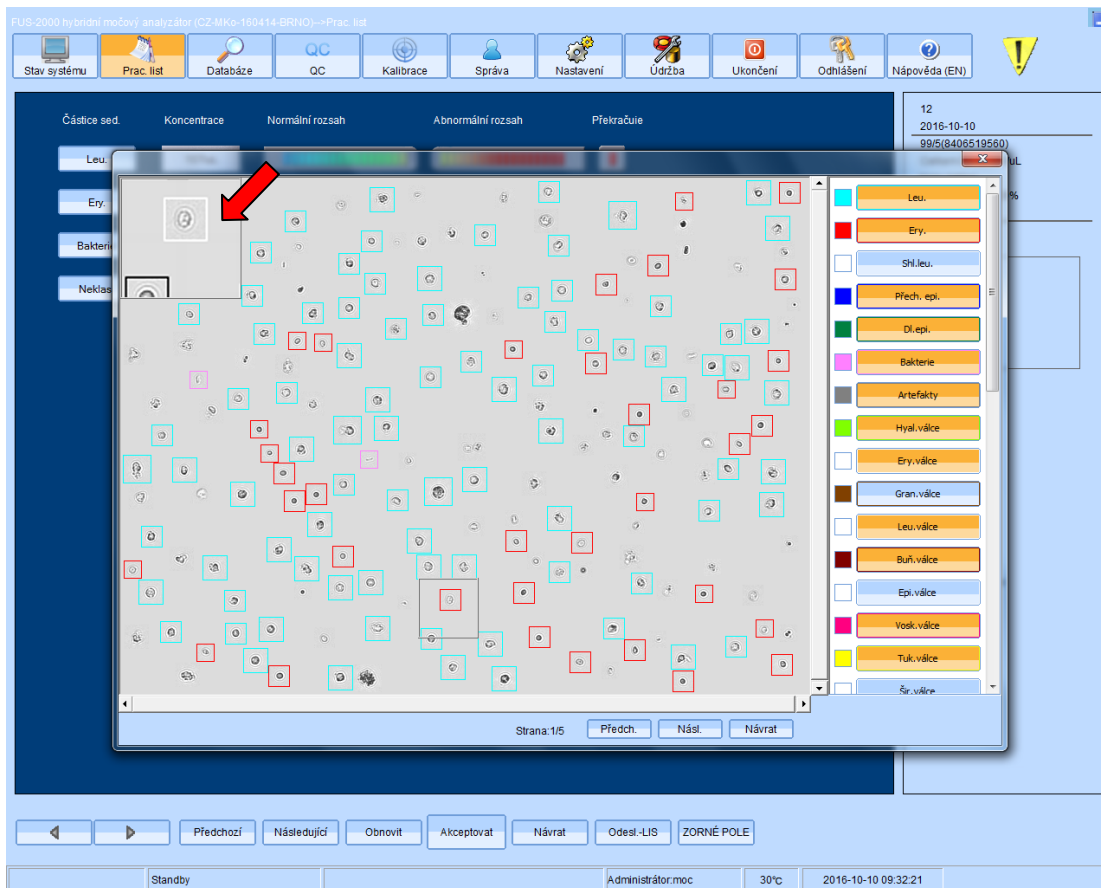 FUS-2000 hybridní močový analyzátor (CZ-MKo-160414-BRNO)-->Prac. list
QC
Stav systému Prac. list Databáze QC Kalibrace Správa Nastavení Údržba Ukončení Odhlášení Nápověda (EN)
Částice sed. Koncentrace Normální rozsah Abnormální rozsah Překračuie
12
2016-10-10
99/5(8406519560)
Leu.
Ery.
Bakteri
Neklas
uL
%
Leu.
Ery.
Shl.leu.
Přech. epi.
Dl.epi.
Bakterie
Artefakty
Hyal.válce
Ery.válce
Gran.válce
Leu.válce
Buň.válce
Epi.válce
Vosk.válce
Tuk.válce
Šir.válce
Strana:1/5 Předch. Násl. Návrat
Předchozí Následující Obnovit Akceptovat Návrat Odesl.-LIS ZORNÉ POLE
Standby Administrátor:moc 30°C 2016-10-10 09:32:21